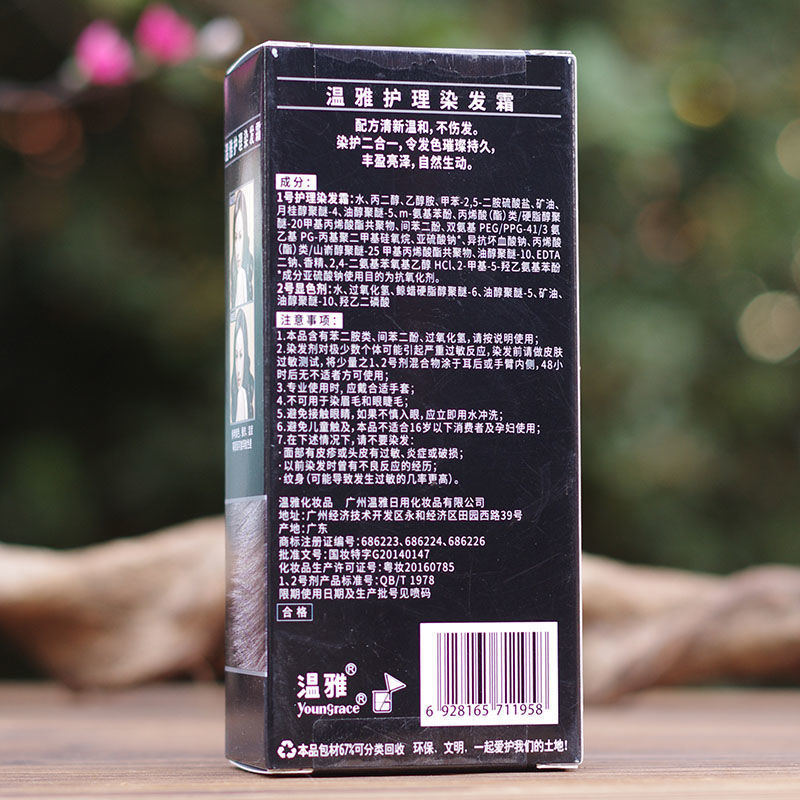 温雅护理染发霜
温雅护理染发霜
配方清新温和，不伤发。
染护二合一，令发色璀璨持久，
丰盈亮泽，自然生动。
成分：
1号护理染发霜：水、丙二醇、乙醇胺、甲苯-2,5-二胺硫酸盐、矿油、
月桂醇聚醚-4、油醇聚醚-5、m-氨基苯酚、丙烯酸（酯）类/硬脂醇聚
醚-20甲基丙烯酸酯共聚物、间苯二酚、双氨基 PEG/PPG-41/3 氨
乙基 PG-丙基聚二甲基硅氧烷、亚硫酸钠*、异抗坏血酸钠、丙烯酸
（酯）类/山嵛醇聚醚-25 甲基丙烯酸酯共聚物、油醇聚醚-10、EDTA
二钠、香精、2,4-二氨基苯氧基乙醇 HCl、2-甲基-5-羟乙氨基苯酚
*成分亚硫酸钠使用目的为抗氧化剂。
2号显色剂：水、过氧化氢、鲸蜡硬脂醇聚醚-6、油醇聚醚-5、矿油、
油醇聚醚-10、羟乙二磷酸
注意事项：
1.本品含有苯二胺类、间苯二酚、过氧化氢，请按说明使用；
2.染发剂对极少数个体可能引起严重过敏反应，染发前请做皮肤
过敏测试，将少量之1、2号剂混合物涂于耳后或手臂内侧，48小
时后无不适者方可使用；
3.专业使用时，应戴合适手套；
4.不可用于染眉毛和眼睫毛；
5.避免接触眼睛，如果不慎入眼，应立即用水冲洗；
6.避免儿童触及，本品不适合16岁以下消费者及孕妇使用；
7.在下述情况下，请不要染发：
·面部有皮疹或头皮有过敏、炎症或破损；
·以前染发时曾有不良反应的经历；
·纹身（可能导致发生过敏的几率更高）。
温雅化妆品 广州温雅日用化妆品有限公司
地址：广州经济技术开发区永和经济区田园西路39号
产地：广东
商标注册证编号：686223、686224、686226
批准文号：国妆特字G20140147
化妆品生产许可证号：粤妆20160785
1、2号剂产品标准号：QB/T 1978
限期使用日期及生产批号见喷码
合格
温雅®
Youngrace®
6 928165 711958
本品包材67%可分类回收 环保、文明，一起爱护我们的土地！